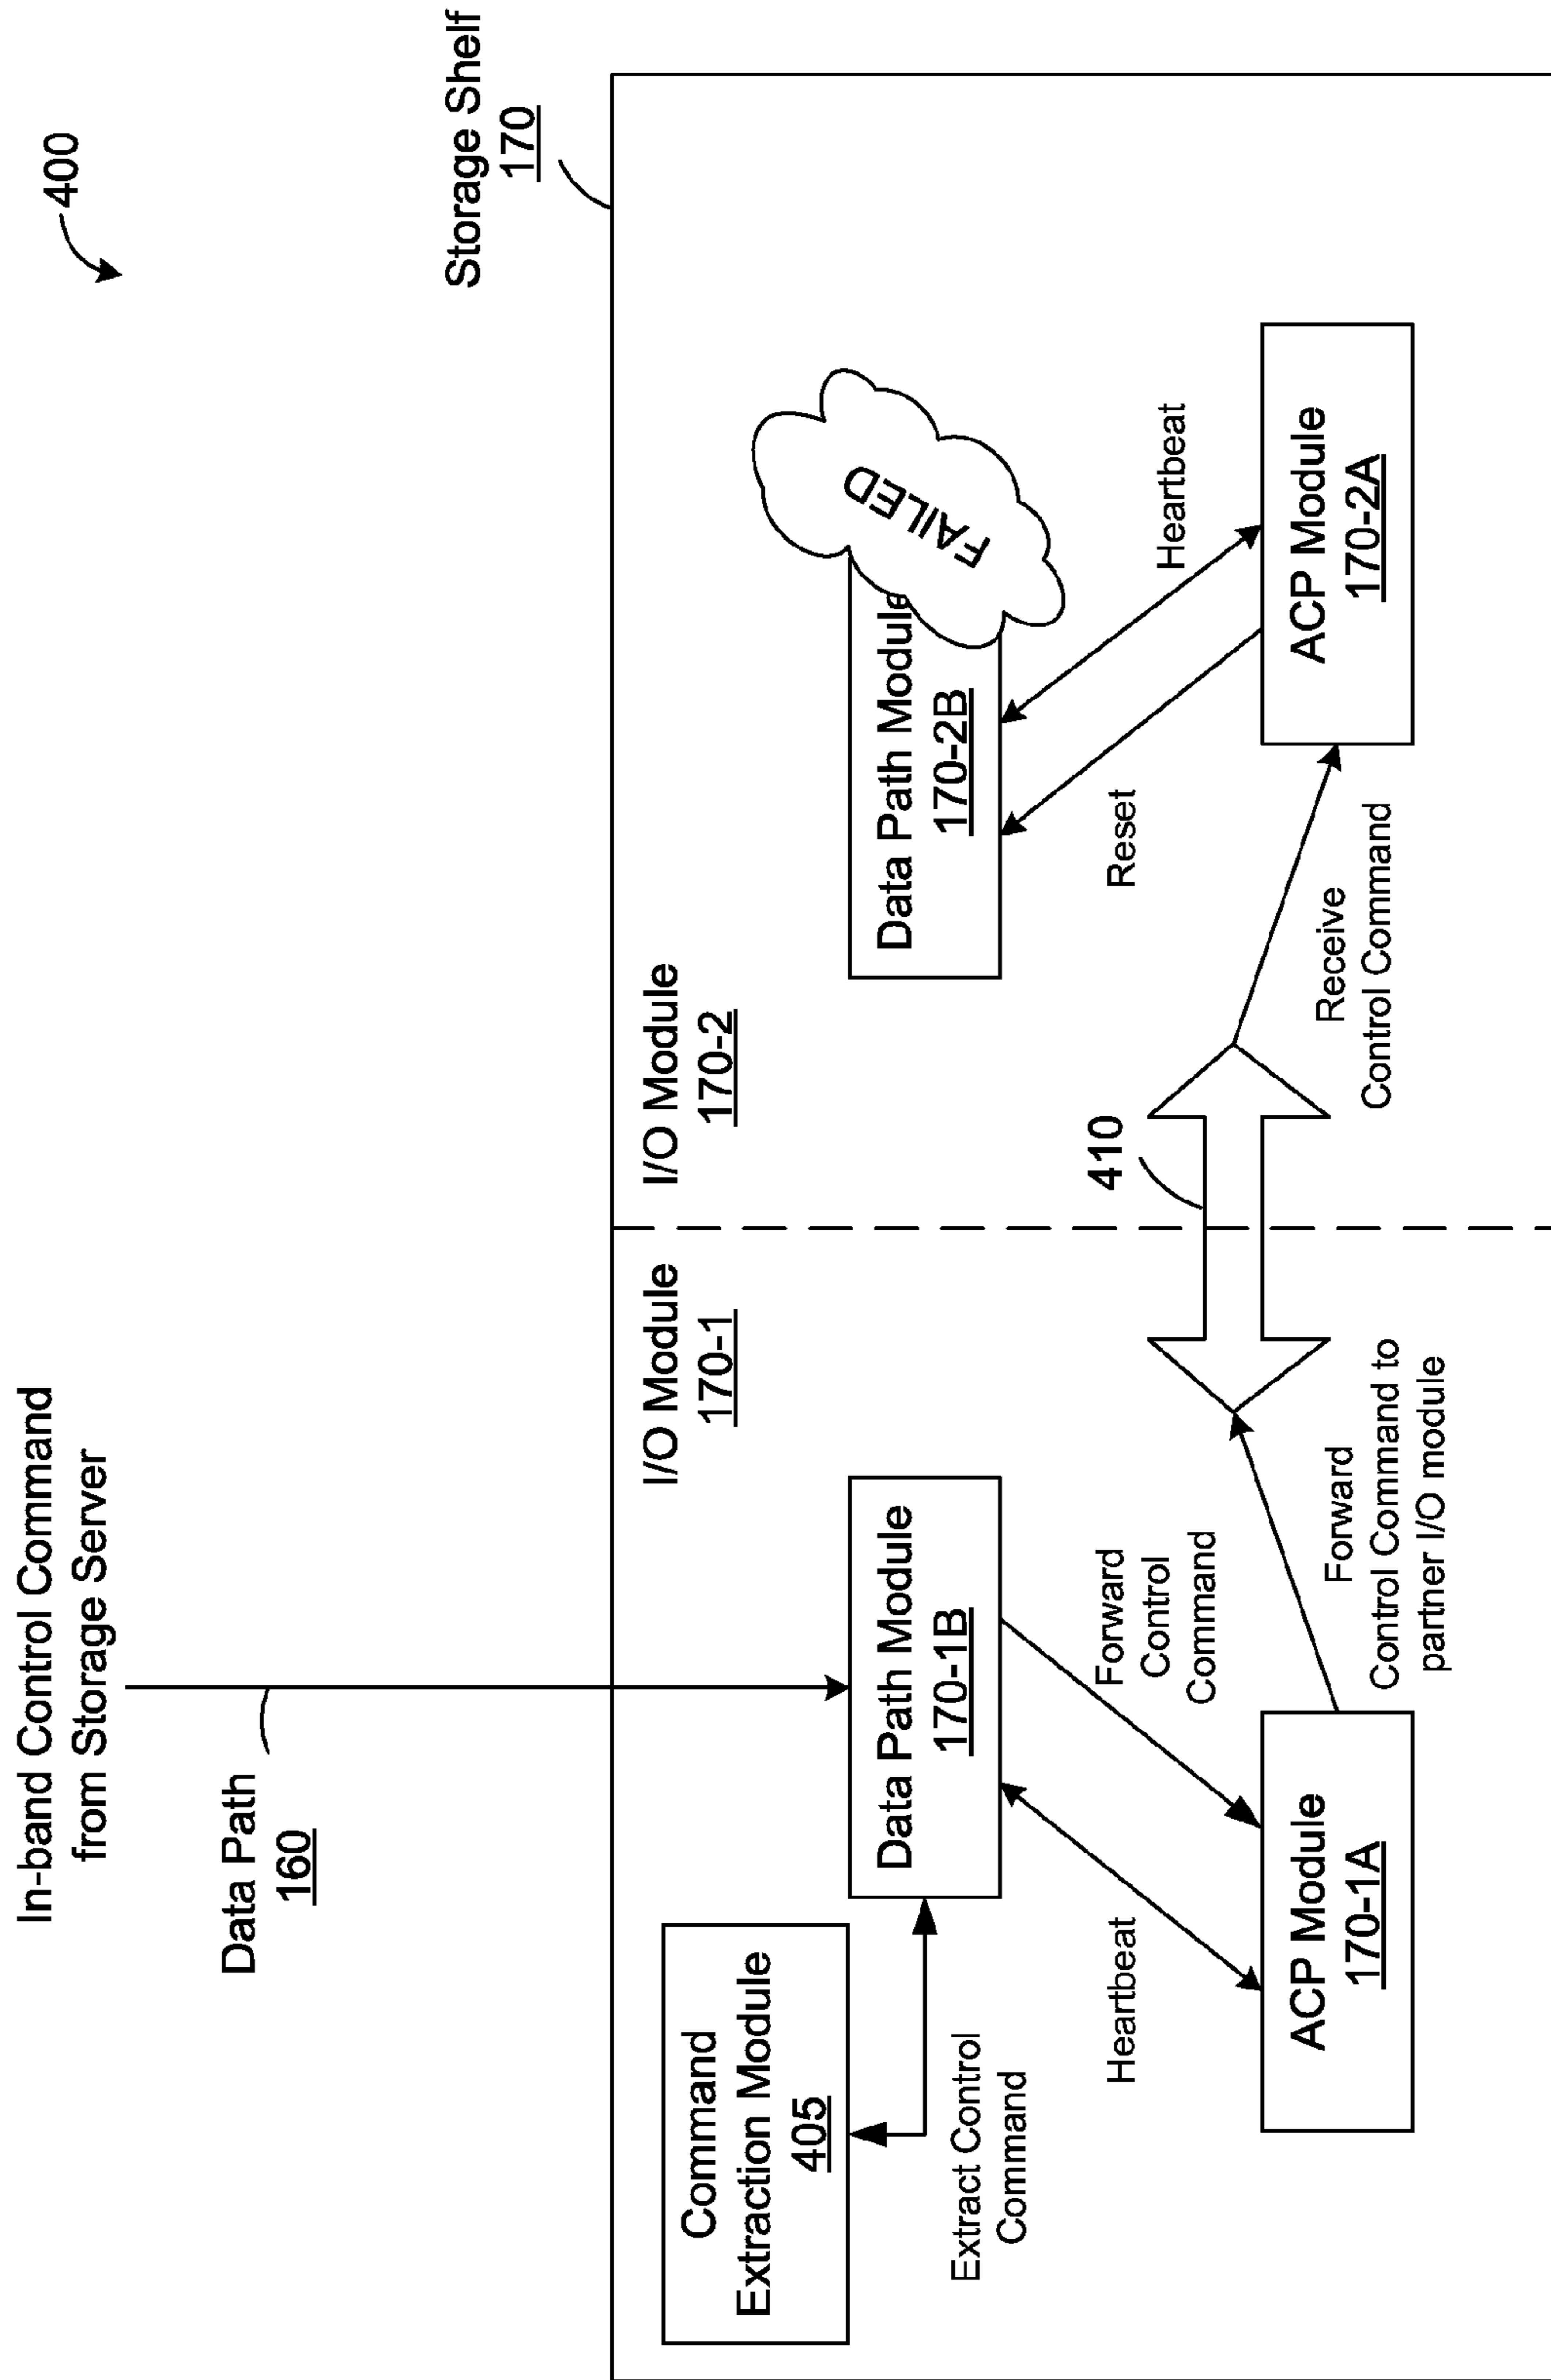 400
In-band Control Command
from Storage Server
Data Path
160
Storage Shelf
170
I/O Module
170-1
I/O Module
170-2
Command
Extraction Module
405
Extract Control
Command
Data Path Module
170-1B
Heartbeat
Forward
Control
Command
ACP Module
170-1A
Forward
Control Command to
partner I/O module
410
Data Path Module
170-2B
FAILED
Reset
Heartbeat
Receive
Control Command
ACP Module
170-2A